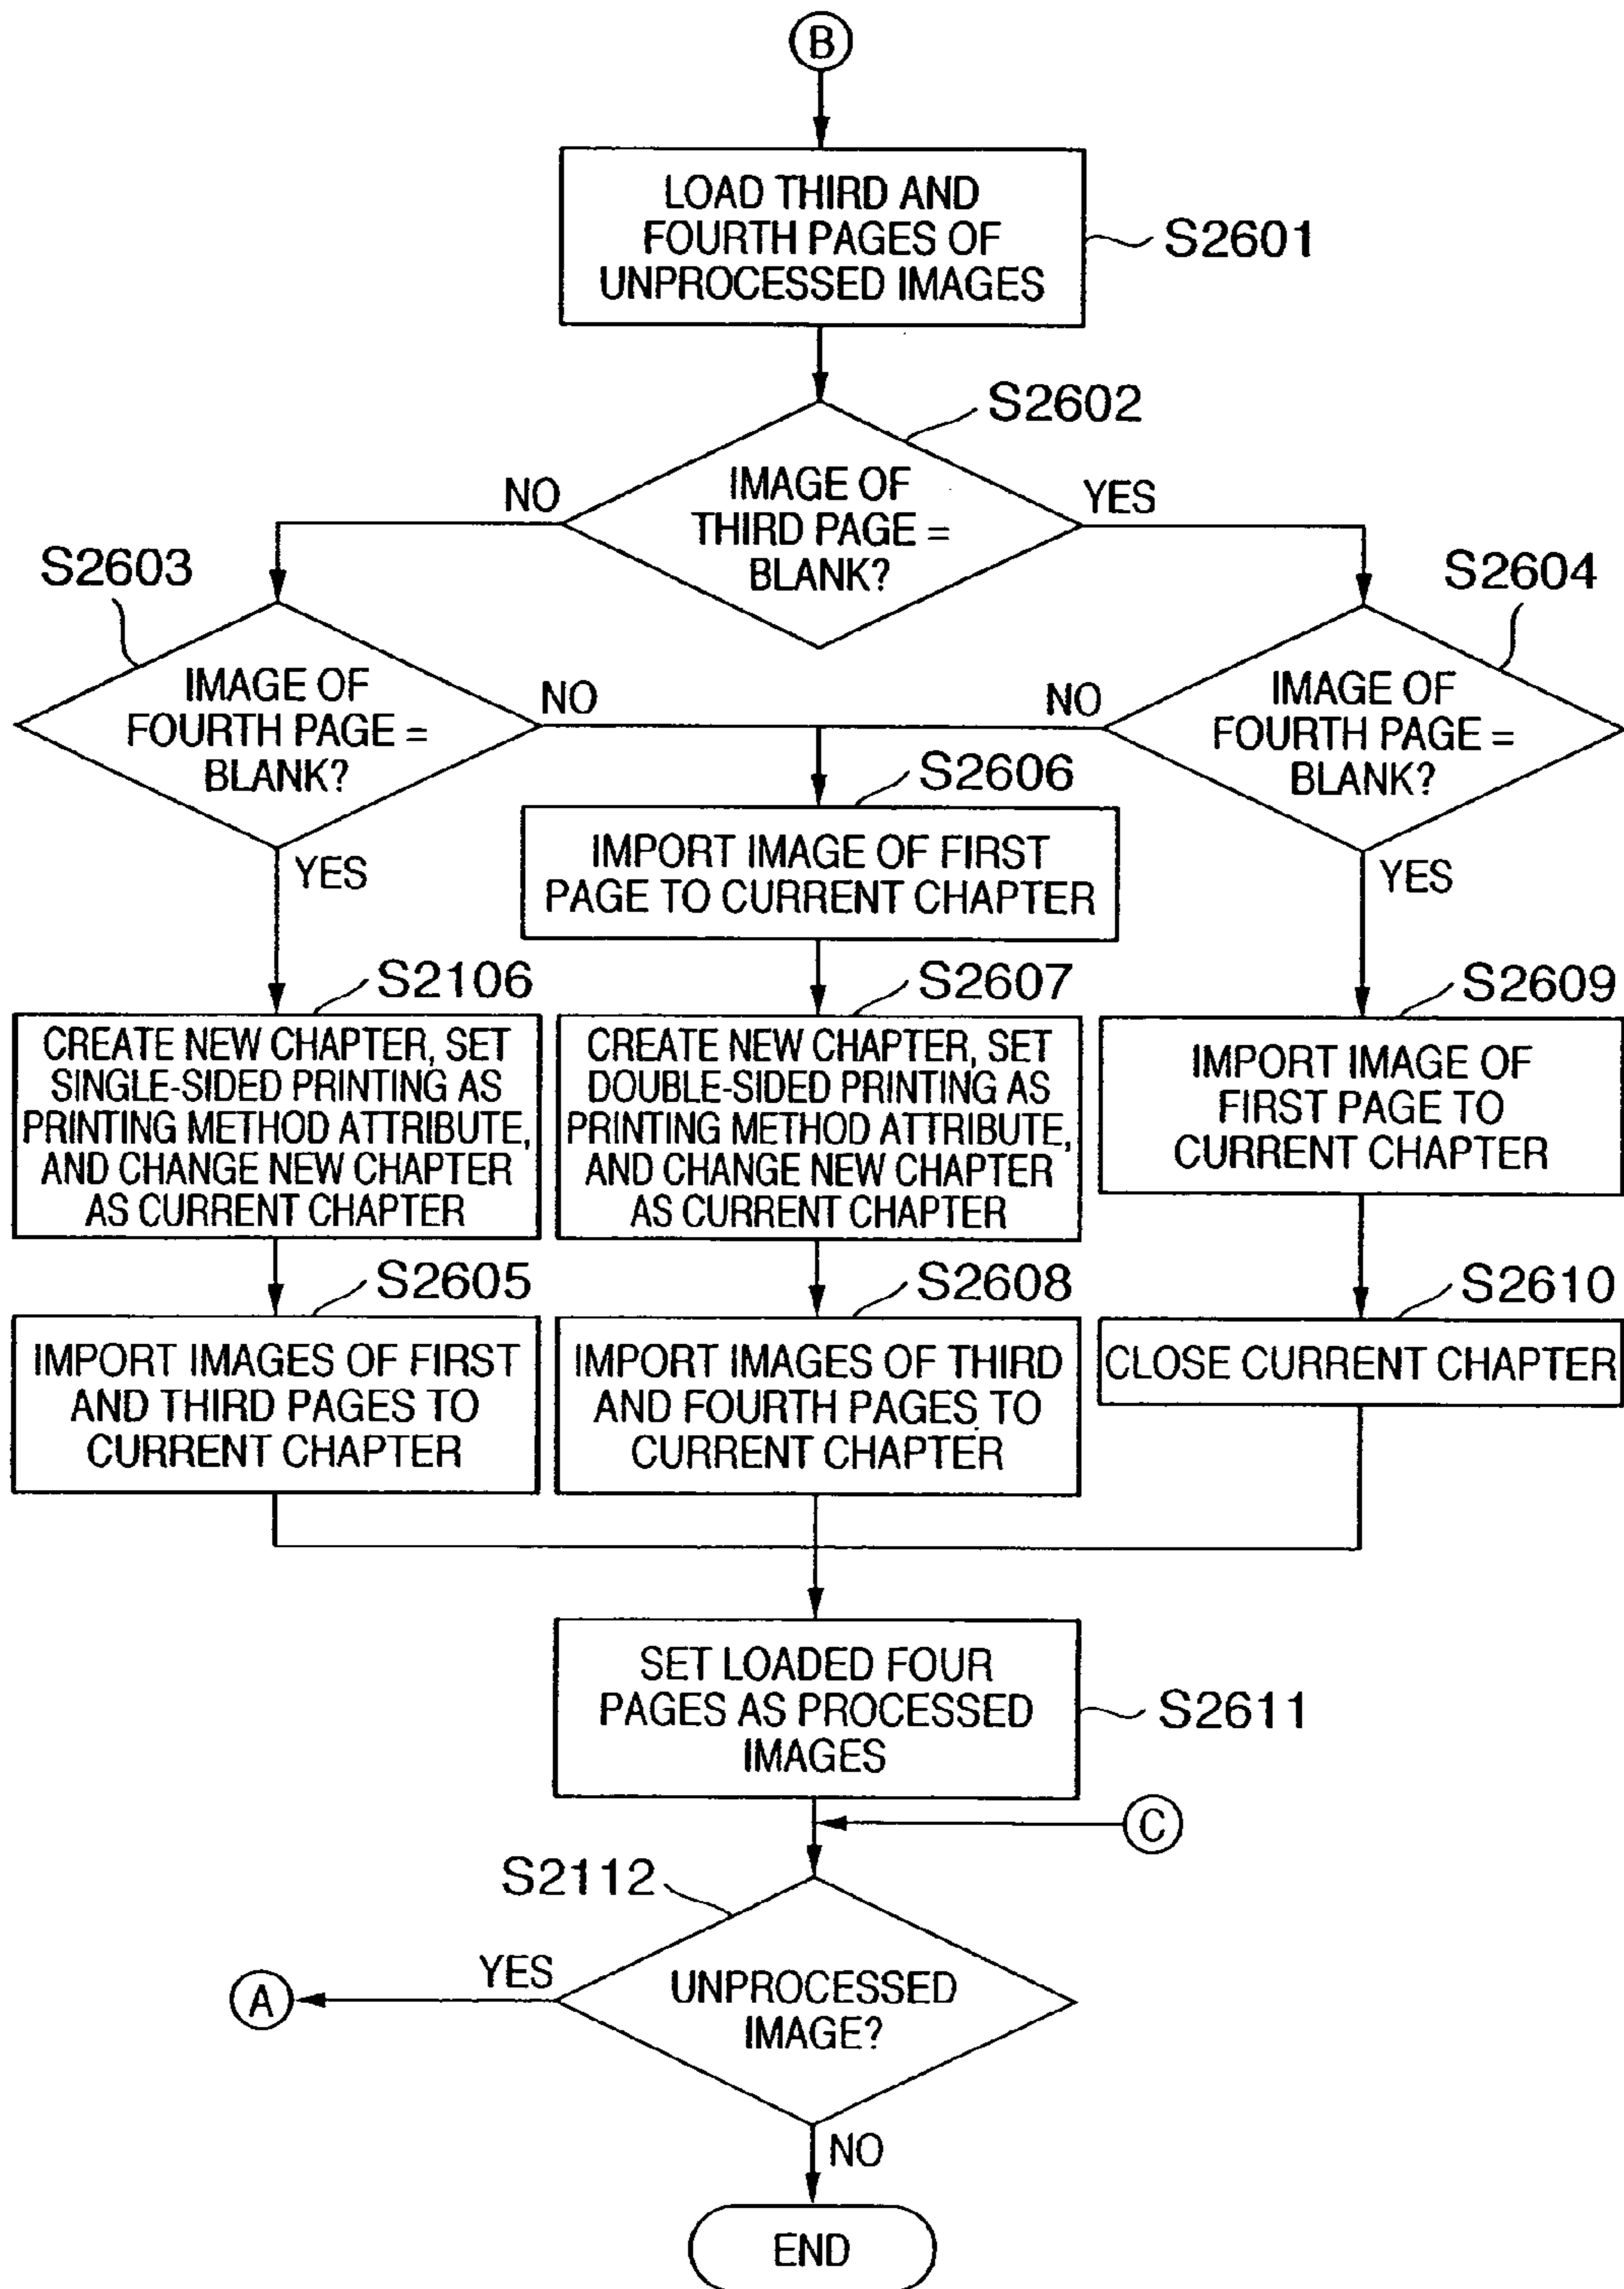 B
LOAD THIRD AND
FOURTH PAGES OF
UNPROCESSED IMAGES
S2601
S2602
IMAGE OF
THIRD PAGE =
BLANK?
NO
YES
S2603
IMAGE OF
FOURTH PAGE =
BLANK?
NO
YES
S2604
IMAGE OF
FOURTH PAGE =
BLANK?
NO
YES
S2606
IMPORT IMAGE OF FIRST
PAGE TO CURRENT CHAPTER
S2106
CREATE NEW CHAPTER, SET
SINGLE-SIDED PRINTING AS
PRINTING METHOD ATTRIBUTE,
AND CHANGE NEW CHAPTER
AS CURRENT CHAPTER
S2607
CREATE NEW CHAPTER, SET
DOUBLE-SIDED PRINTING AS
PRINTING METHOD ATTRIBUTE,
AND CHANGE NEW CHAPTER
AS CURRENT CHAPTER
S2609
IMPORT IMAGE OF
FIRST PAGE TO
CURRENT CHAPTER
S2605
IMPORT IMAGES OF FIRST
AND THIRD PAGES TO
CURRENT CHAPTER
S2608
IMPORT IMAGES OF THIRD
AND FOURTH PAGES TO
CURRENT CHAPTER
S2610
CLOSE CURRENT CHAPTER
SET LOADED FOUR
PAGES AS PROCESSED
IMAGES
S2611
C
S2112
UNPROCESSED
IMAGE?
YES
A
NO
END